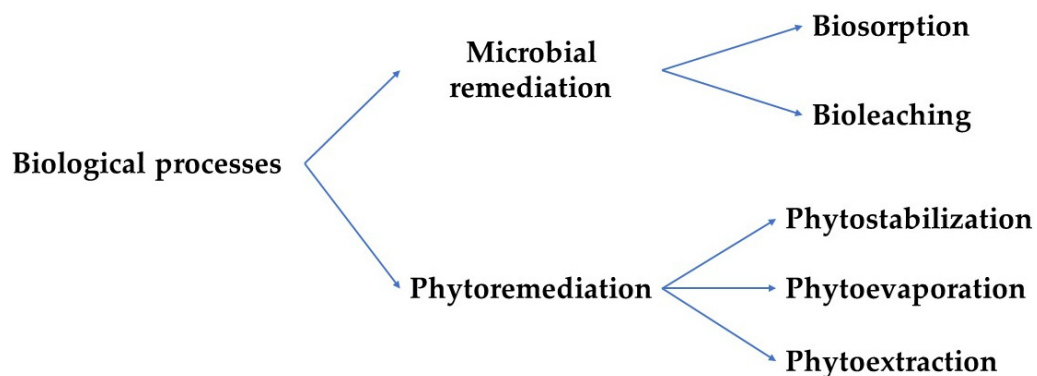 Biological processes
Microbial
remediation
Biosorption
Bioleaching
Phytoremediation
Phytostabilization
Phytoevaporation
Phytoextraction